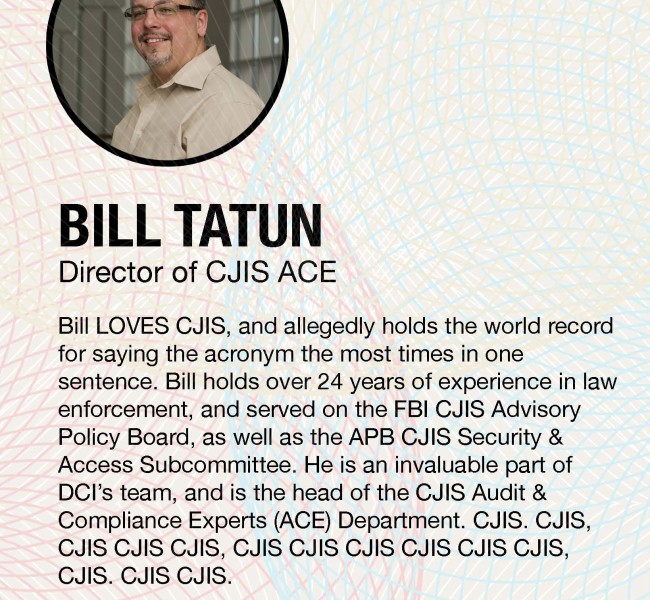 BILL TATUN
Director of CJIS ACE
Bill LOVES CJIS, and allegedly holds the world record
for saying the acronym the most times in one
sentence. Bill holds over 24 years of experience in law
enforcement, and served on the FBI CJIS Advisory
Policy Board, as well as the APB CJIS Security &
Access Subcommittee. He is an invaluable part of
DCI’s team, and is the head of the CJIS Audit &
Compliance Experts (ACE) Department. CJIS. CJIS,
CJIS CJIS CJIS, CJIS CJIS CJIS CJIS CJIS CJIS,
CJIS. CJIS CJIS.